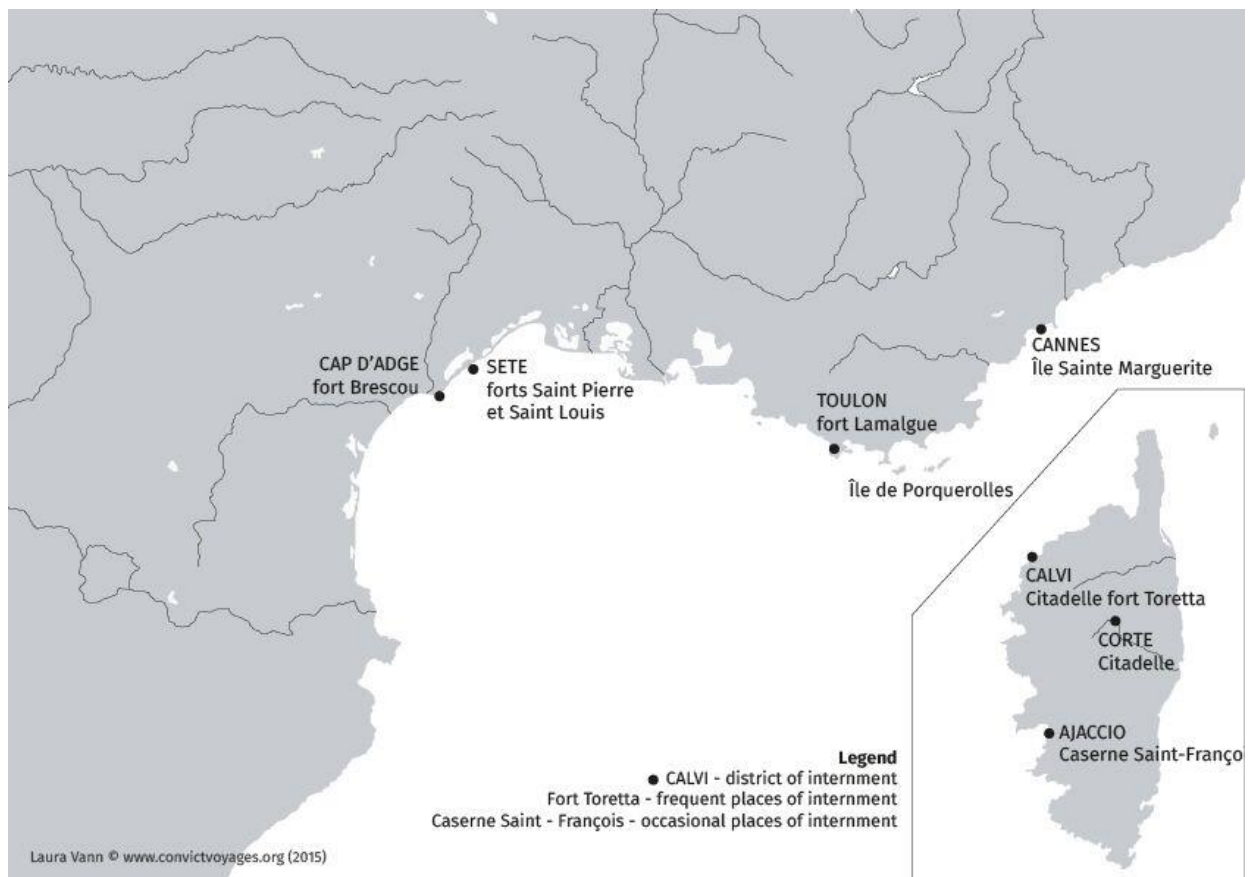 CAP D'ADGE
fort Brescou
SETE
forts Saint Pierre
et Saint Louis
CANNES
Île Sainte Marguerite
TOULON
fort Lamalgue
Île de Porquerolles
CALVI
Citadelle fort Toretta
CORTE
Citadelle
AJACCIO
Caserne Saint-Franço
Legend
CALVI - district of internment
Fort Toretta - frequent places of internment
Caserne Saint - François - occasional places of internment
Laura Vann © www.convictvoyages.org (2015)